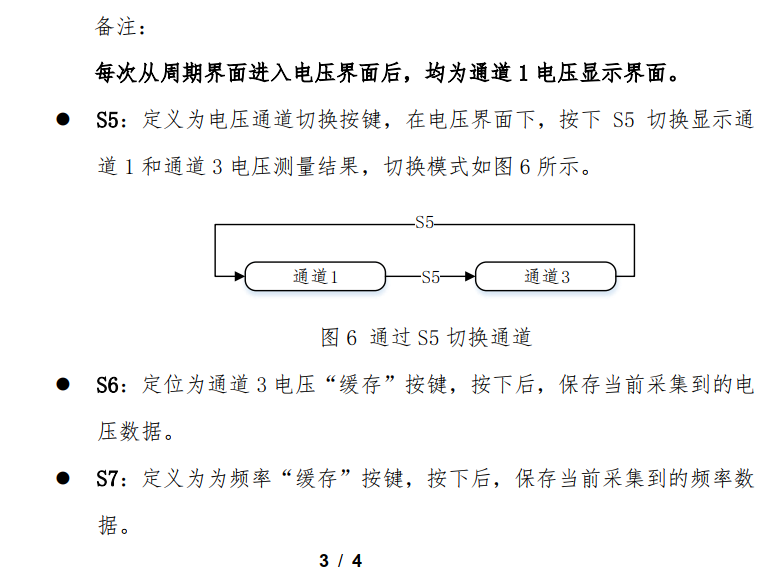 备注：
每次从周期界面进入电压界面后，均为通道 1 电压显示界面。
● S5：定义为电压通道切换按键，在电压界面下，按下 S5 切换显示通
道 1 和通道 3 电压测量结果，切换模式如图 6 所示。
S5
通道1 S5 通道3
图 6 通过 S5 切换通道
● S6：定位为通道 3 电压“缓存”按键，按下后，保存当前采集到的电
压数据。
● S7：定义为为频率“缓存”按键，按下后，保存当前采集到的频率数
据。
3 / 4